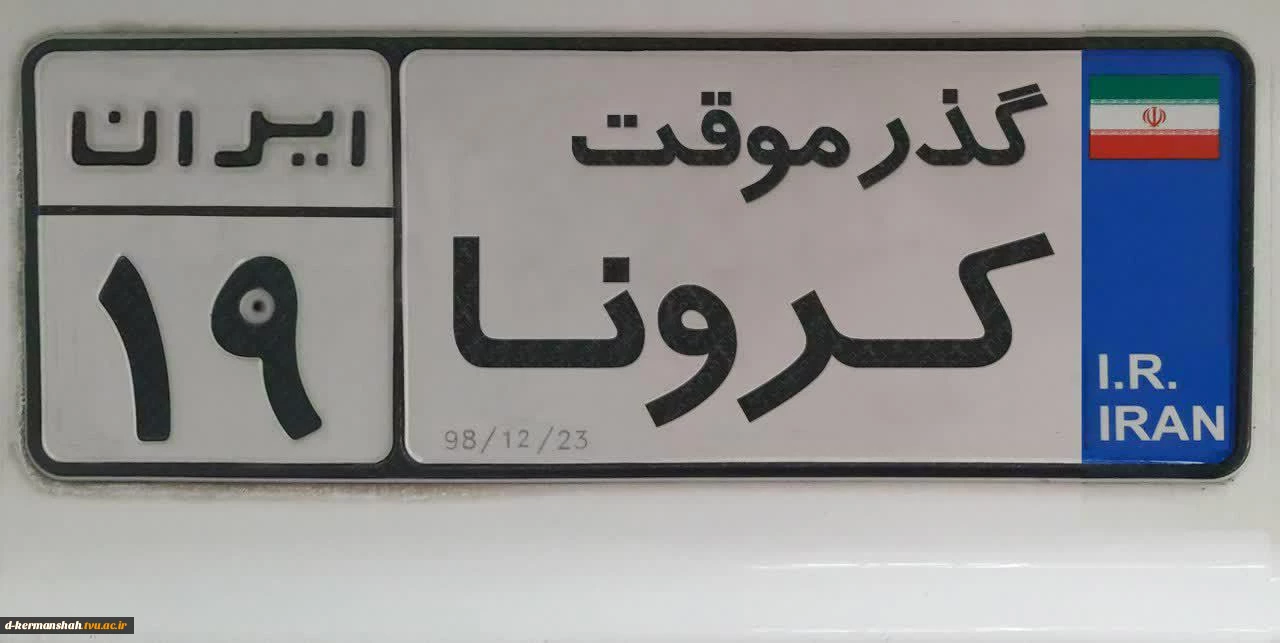 گذر موقت
کرونا
98/12/23
ایران
۱۹
I.R.
IRAN
d-kermanshah.tvu.ac.ir